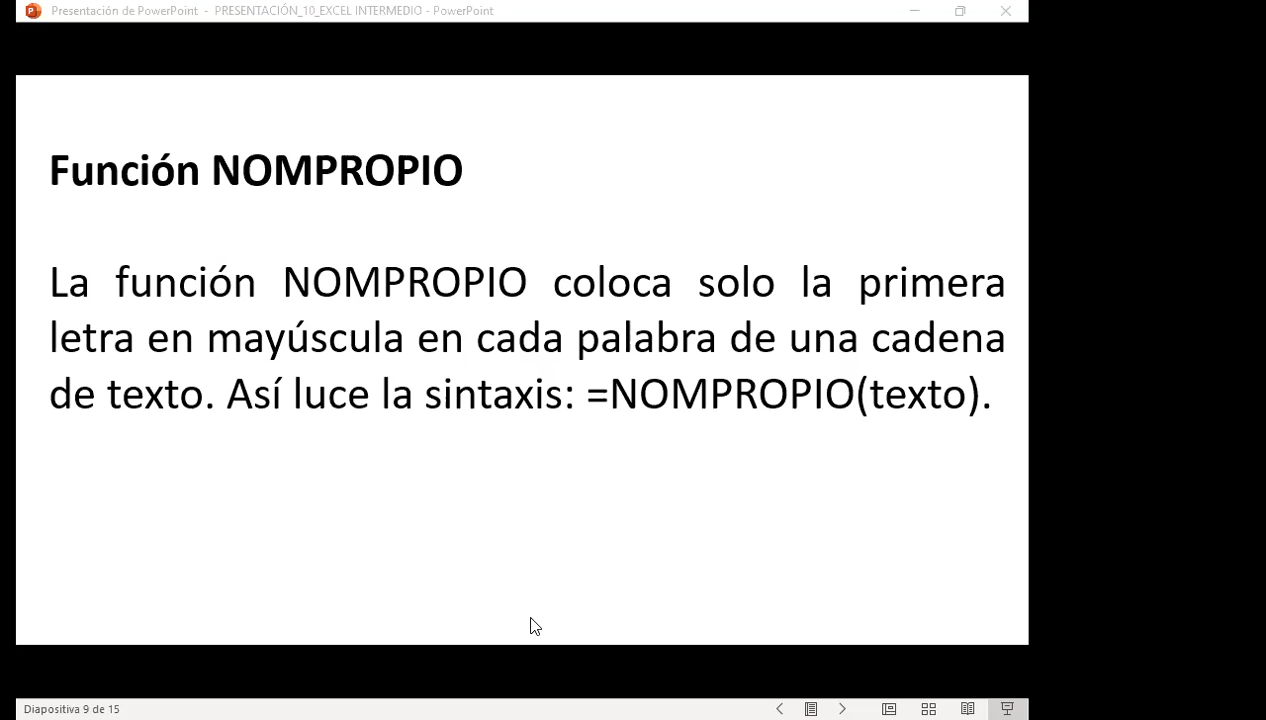 Presentación de PowerPoint - PRESENTACIÓN_10_EXCEL INTERMEDIO - PowerPoint
Función NOMPROPIO
La función NOMPROPIO coloca solo la primera
letra en mayúscula en cada palabra de una cadena
de texto. Así luce la sintaxis: =NOMPROPIO(texto).
Diapositiva 9 de 15